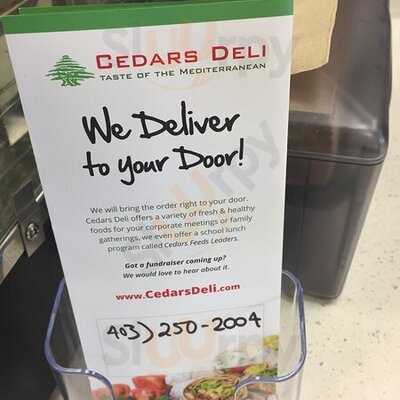 CEDARS DELI
TASTE OF THE MEDITERRANEAN
We Deliver
to your Door!
We will bring the order right to your door.
Cedars Deli offers a variety of fresh & healthy
foods for your corporate meetings or family
gatherings, we even offer a school lunch
program called Cedars Feeds Leaders.
Got a fundraiser coming up?
We would love to hear about it.
www.CedarsDeli.com
403) 250-2004